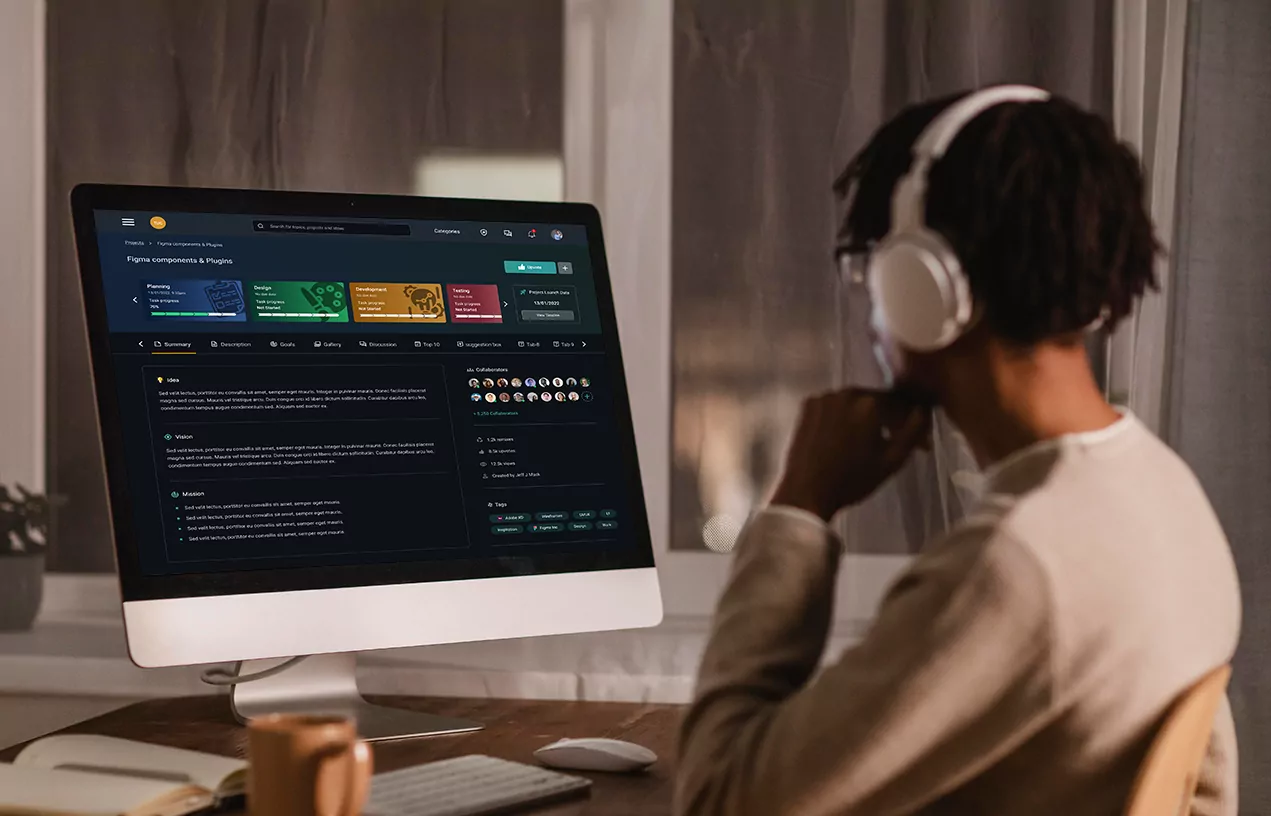 Search for topics, projects and ideas
Categories
Projects > Figma components & Plugins
Figma components & Plugins
Upvote
+
Planning
Task progress
Design
No due date
Task progress
Not Started
Development
No due date
Task progress
Not Started
Testing
No due date
Task progress
Not Started
Project Launch Date
13/01/2022
View Timeline
Summary
Description
Goals
Gallery
Discussion
Top 10
suggestion box
Tab 8
Tab 9
Idea
Sed velit lectus, porttitor eu convallis sit amet, semper eget mauris. Integer in pulvinar mauris. Donec facilisis placerat
magna sed cursus. Mauris vel tristique arcu. Duis congue orci id libero dictum sollicitudin. Curabitur dapibus arcu leo,
condimentum tempus augue condimentum sed. Aliquam sed auctor ex.
Vision
Sed velit lectus, porttitor eu convallis sit amet, semper eget mauris. Integer in pulvinar mauris. Donec facilisis placerat
magna sed cursus. Mauris vel tristique arcu. Duis congue orci id libero dictum sollicitudin. Curabitur dapibus arcu leo,
condimentum tempus augue condimentum sed. Aliquam sed auctor ex.
Mission
Sed velit lectus, porttitor eu convallis sit amet, semper eget mauris.
Sed velit lectus, porttitor eu convallis sit amet, semper eget mauris.
Sed velit lectus, porttitor eu convallis sit amet, semper eget mauris.
Sed velit lectus, porttitor eu convallis sit amet, semper eget mauris.
Collaborators
+ 5,250 Collaborators
1.2k remixes
8.5k upvotes
12.5k views
Created by Jeff J Mack
Tags
Adobe XD
Wireframes
UI/UX
UI
Inspiration
Figma Inc
Design
Tech